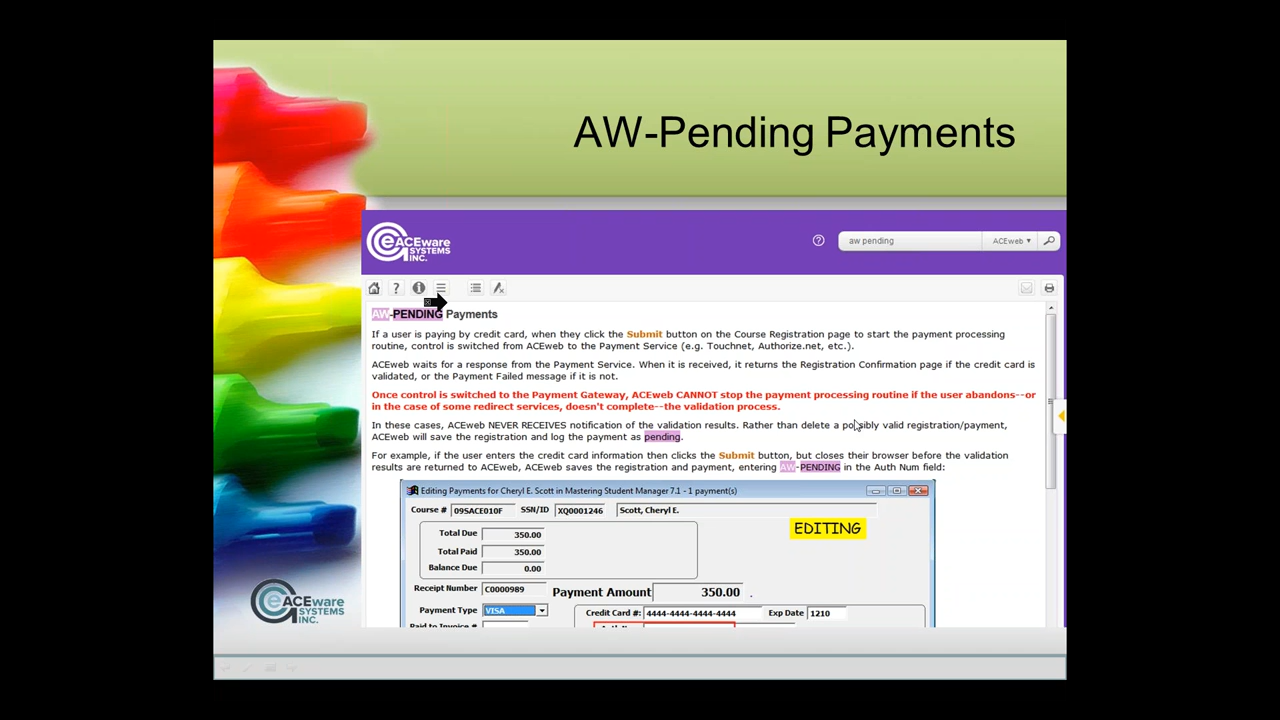 AW-Pending Payments
eACEware
SYSTEMS
INC.
aw pending
ACEweb
AW-PENDING Payments
If a user is paying by credit card, when they click the Submit button on the Course Registration page to start the payment processing
routine, control is switched from ACEweb to the Payment Service (e.g. Touchnet, Authorize.net, etc.).
ACEweb waits for a response from the Payment Service. When it is received, it returns the Registration Confirmation page if the credit card is
validated, or the Payment Failed message if it is not.
Once control is switched to the Payment Gateway, ACEweb CANNOT stop the payment processing routine if the user abandons--or
in the case of some redirect services, doesn't complete--the validation process.
In these cases, ACEweb NEVER RECEIVES notification of the validation results. Rather than delete a possibly valid registration/payment,
ACEweb will save the registration and log the payment as pending.
For example, if the user enters the credit card information then clicks the Submit button, but closes their browser before the validation
results are returned to ACEweb, ACEweb saves the registration and payment, entering AW-PENDING in the Auth Num field:
Editing Payments for Cheryl E. Scott in Mastering Student Manager 7.1 - 1 payment(s)
Course # 09SACE010F SSN/ID XQ0001246 Scott, Cheryl E.
EDITING
Total Due 350.00
Total Paid 350.00
Balance Due 0.00
Receipt Number C0000989 Payment Amount 350.00
Payment Type VISA Credit Card #: 4444-4444-4444-4444 Exp Date 1210
Paid to Invoice #
eACEware
SYSTEMS
INC.